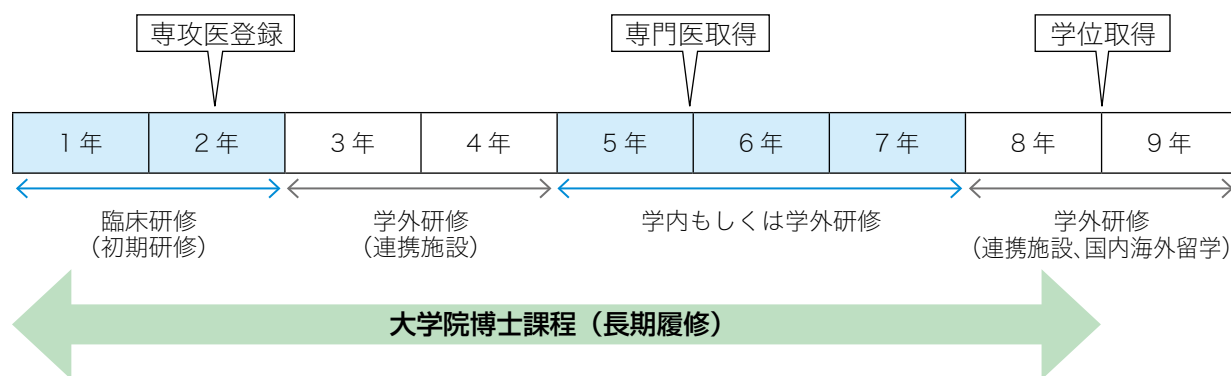 専攻医登録
専門医取得
学位取得
1 年
2 年
3 年
4 年
5 年
6 年
7 年
8 年
9 年
臨床研修
（初期研修）
学外研修
（連携施設）
学内もしくは学外研修
学外研修
（連携施設、国内海外留学）
大学院博士課程（長期履修）